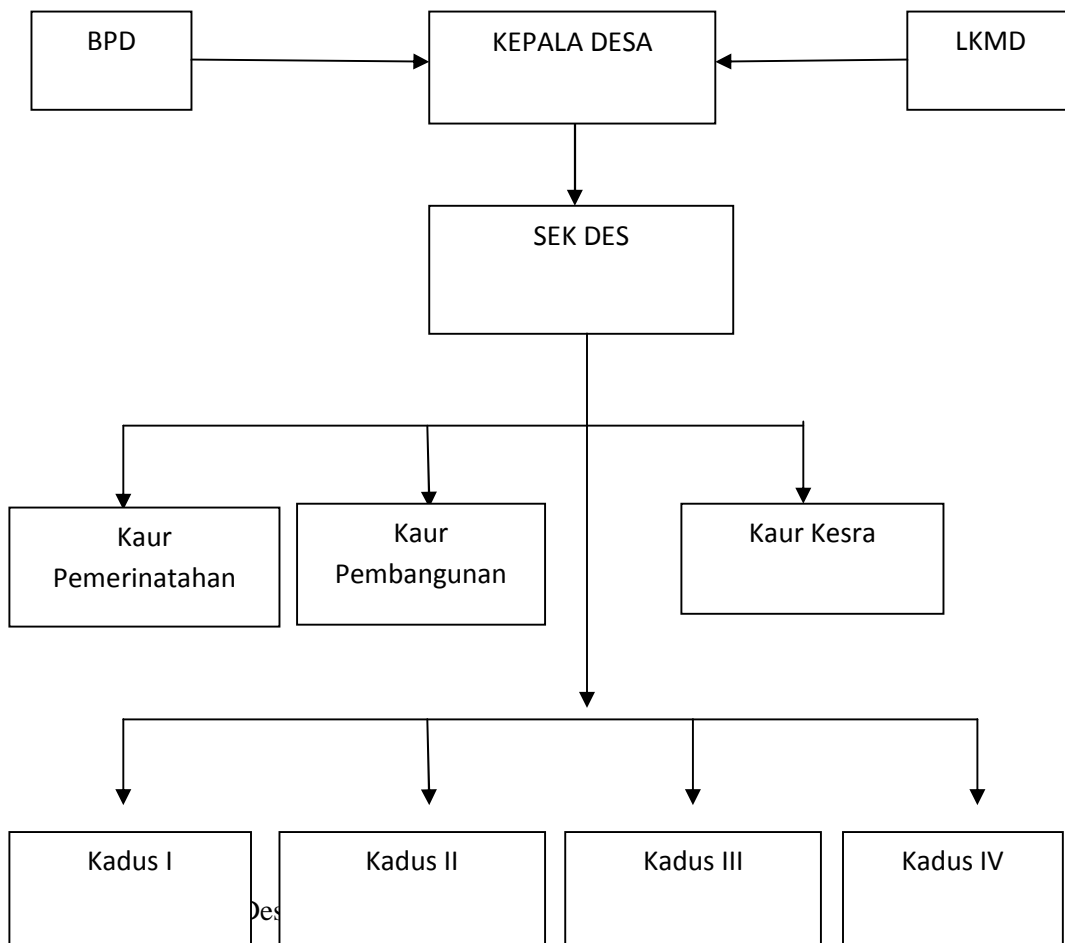 BPD
KEPALA DESA
LKMD
SEK DES
Kaur
Pemerinatahan
Kaur
Pembangunan
Kaur Kesra
Kadus I
Kadus II
Kadus III
Kadus IV